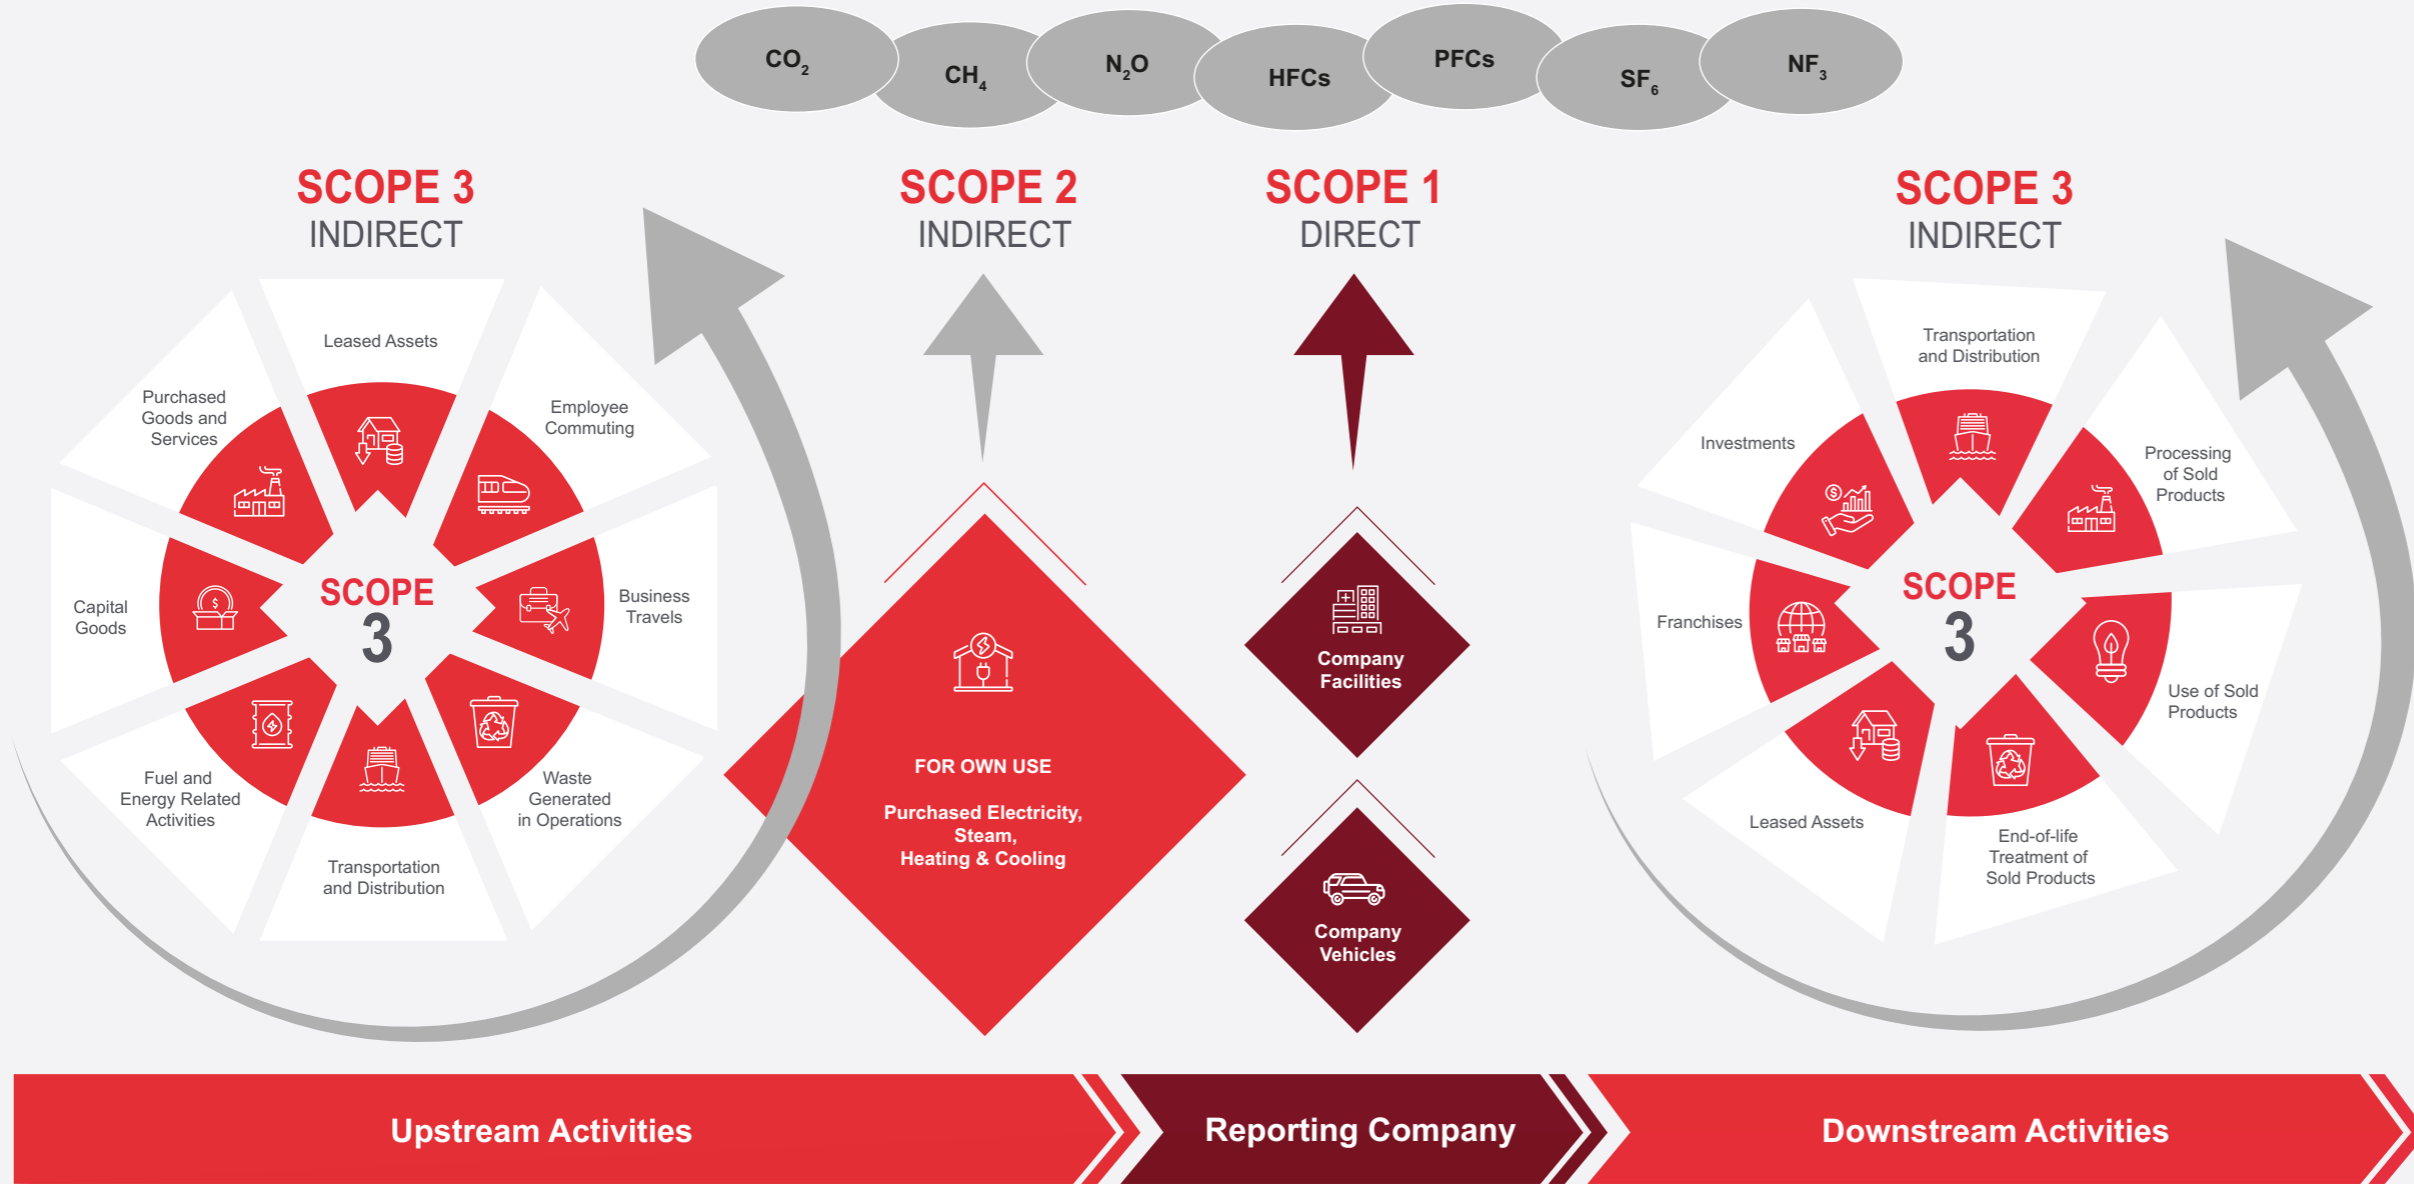 CO₂
CH₄
N₂O
HFCs
PFCs
SF₆
NF₃
SCOPE 3
INDIRECT
Leased Assets
Employee
Commuting
Business
Travels
Waste
Generated
in Operations
Transportation
and Distribution
Fuel and
Energy Related
Activities
Capital
Goods
Purchased
Goods and
Services
SCOPE
3
SCOPE 2
INDIRECT
FOR OWN USE
Purchased Electricity,
Steam,
Heating & Cooling
SCOPE 1
DIRECT
Company
Facilities
Company
Vehicles
SCOPE 3
INDIRECT
Transportation
and Distribution
Processing
of Sold
Products
Use of Sold
Products
End-of-life
Treatment of
Sold Products
Leased Assets
Franchises
Investments
SCOPE
3
Upstream Activities
Reporting Company
Downstream Activities